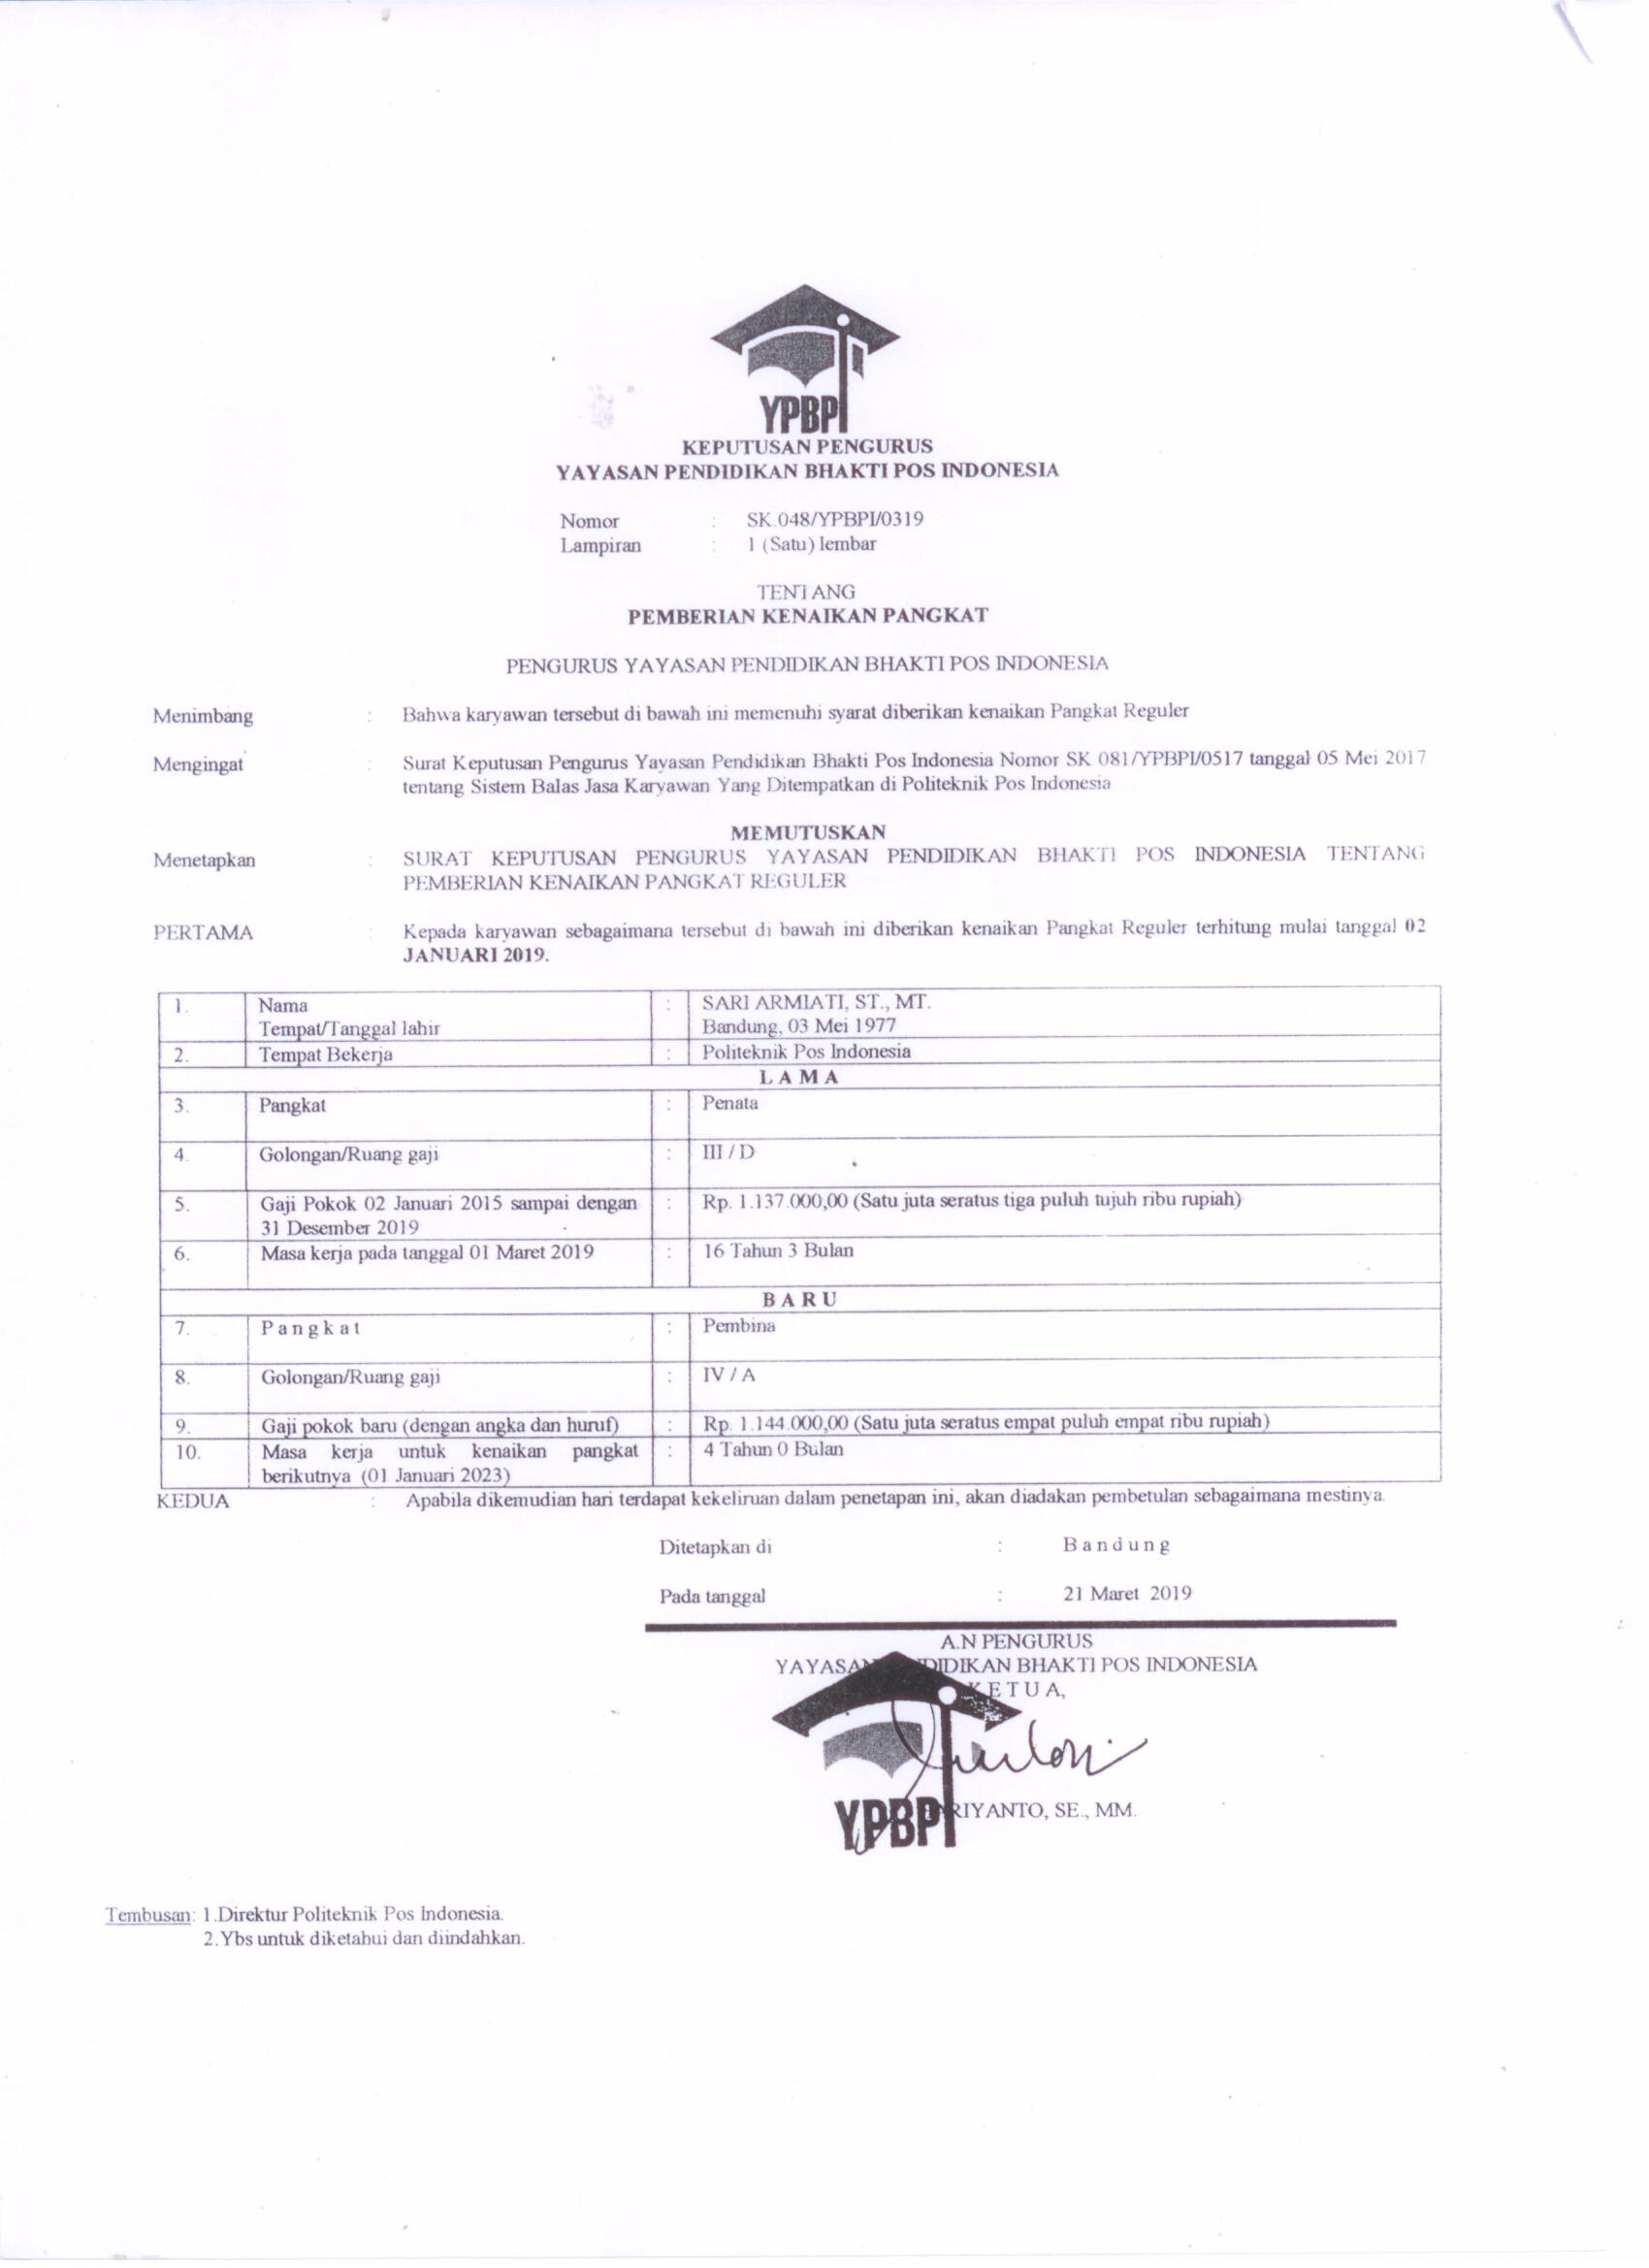 YPBPI
KEPUTUSAN PENGURUS
YAYASAN PENDIDIKAN BHAKTI POS INDONESIA
Nomor : SK.048/YPBPI/0319
Lampiran : 1 (Satu) lembar
TENTANG
PEMBERIAN KENAIKAN PANGKAT
PENGURUS YAYASAN PENDIDIKAN BHAKTI POS INDONESIA
Menimbang : Bahwa karyawan tersebut di bawah ini memenuhi syarat diberikan kenaikan Pangkat Reguler
Mengingat : Surat Keputusan Pengurus Yayasan Pendidikan Bhakti Pos Indonesia Nomor SK 081/YPBPI/0517 tanggal 05 Mei 2017
tentang Sistem Balas Jasa Karyawan Yang Ditempatkan di Politeknik Pos Indonesia
MEMUTUSKAN
Menetapkan : SURAT KEPUTUSAN PENGURUS YAYASAN PENDIDIKAN BHAKTI POS INDONESIA TENTANG
PEMBERIAN KENAIKAN PANGKAT REGULER
PERTAMA : Kepada karyawan sebagaimana tersebut di bawah ini diberikan kenaikan Pangkat Reguler terhitung mulai tanggal 02
JANUARI 2019.
1. Nama : SARI ARMIATI, ST., MT.
Tempat/Tanggal lahir Bandung, 03 Mei 1977
2. Tempat Bekerja : Politeknik Pos Indonesia
L A M A
3. Pangkat : Penata
4. Golongan/Ruang gaji : III / D
5. Gaji Pokok 02 Januari 2015 sampai dengan : Rp. 1.137.000,00 (Satu juta seratus tiga puluh tujuh ribu rupiah)
31 Desember 2019
6. Masa kerja pada tanggal 01 Maret 2019 : 16 Tahun 3 Bulan
B A R U
7. P a n g k a t : Pembina
8. Golongan/Ruang gaji : IV / A
9. Gaji pokok baru (dengan angka dan huruf) : Rp. 1.144.000,00 (Satu juta seratus empat puluh empat ribu rupiah)
10. Masa kerja untuk kenaikan pangkat : 4 Tahun 0 Bulan
berikutnya (01 Januari 2023)
KEDUA : Apabila dikemudian hari terdapat kekeliruan dalam penetapan ini, akan diadakan pembetulan sebagaimana mestinya.
Ditetapkan di : B a n d u n g
Pada tanggal : 21 Maret 2019
A.N PENGURUS
YAYASAN PENDIDIKAN BHAKTI POS INDONESIA
K E T U A,
YPBPI
SE., MM.
Tembusan: 1.Direktur Politeknik Pos Indonesia.
2.Ybs untuk diketahui dan diindahkan.